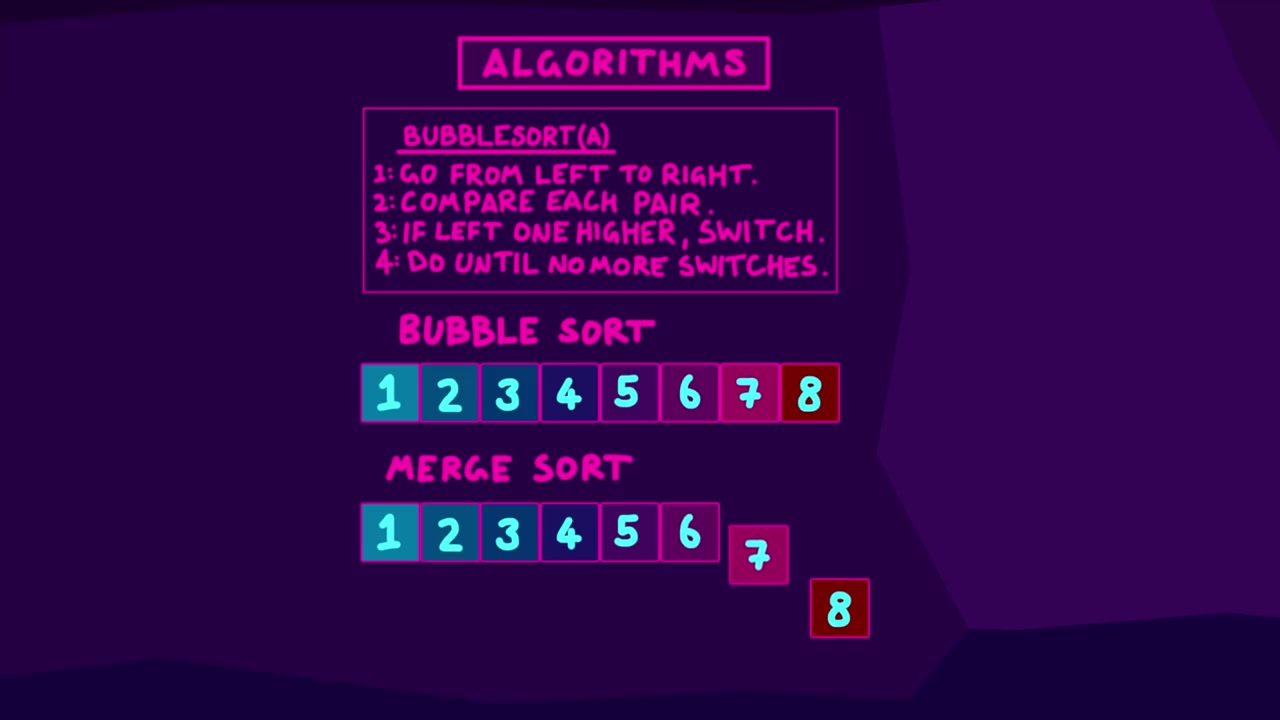 ALGORITHMS
BUBBLESORT(A)
1: GO FROM LEFT TO RIGHT.
2: COMPARE EACH PAIR.
3: IF LEFT ONE HIGHER, SWITCH.
4: DO UNTIL NO MORE SWITCHES.
BUBBLE SORT
1 2 3 4 5 6 7 8
MERGE SORT
1 2 3 4 5 6
7
8